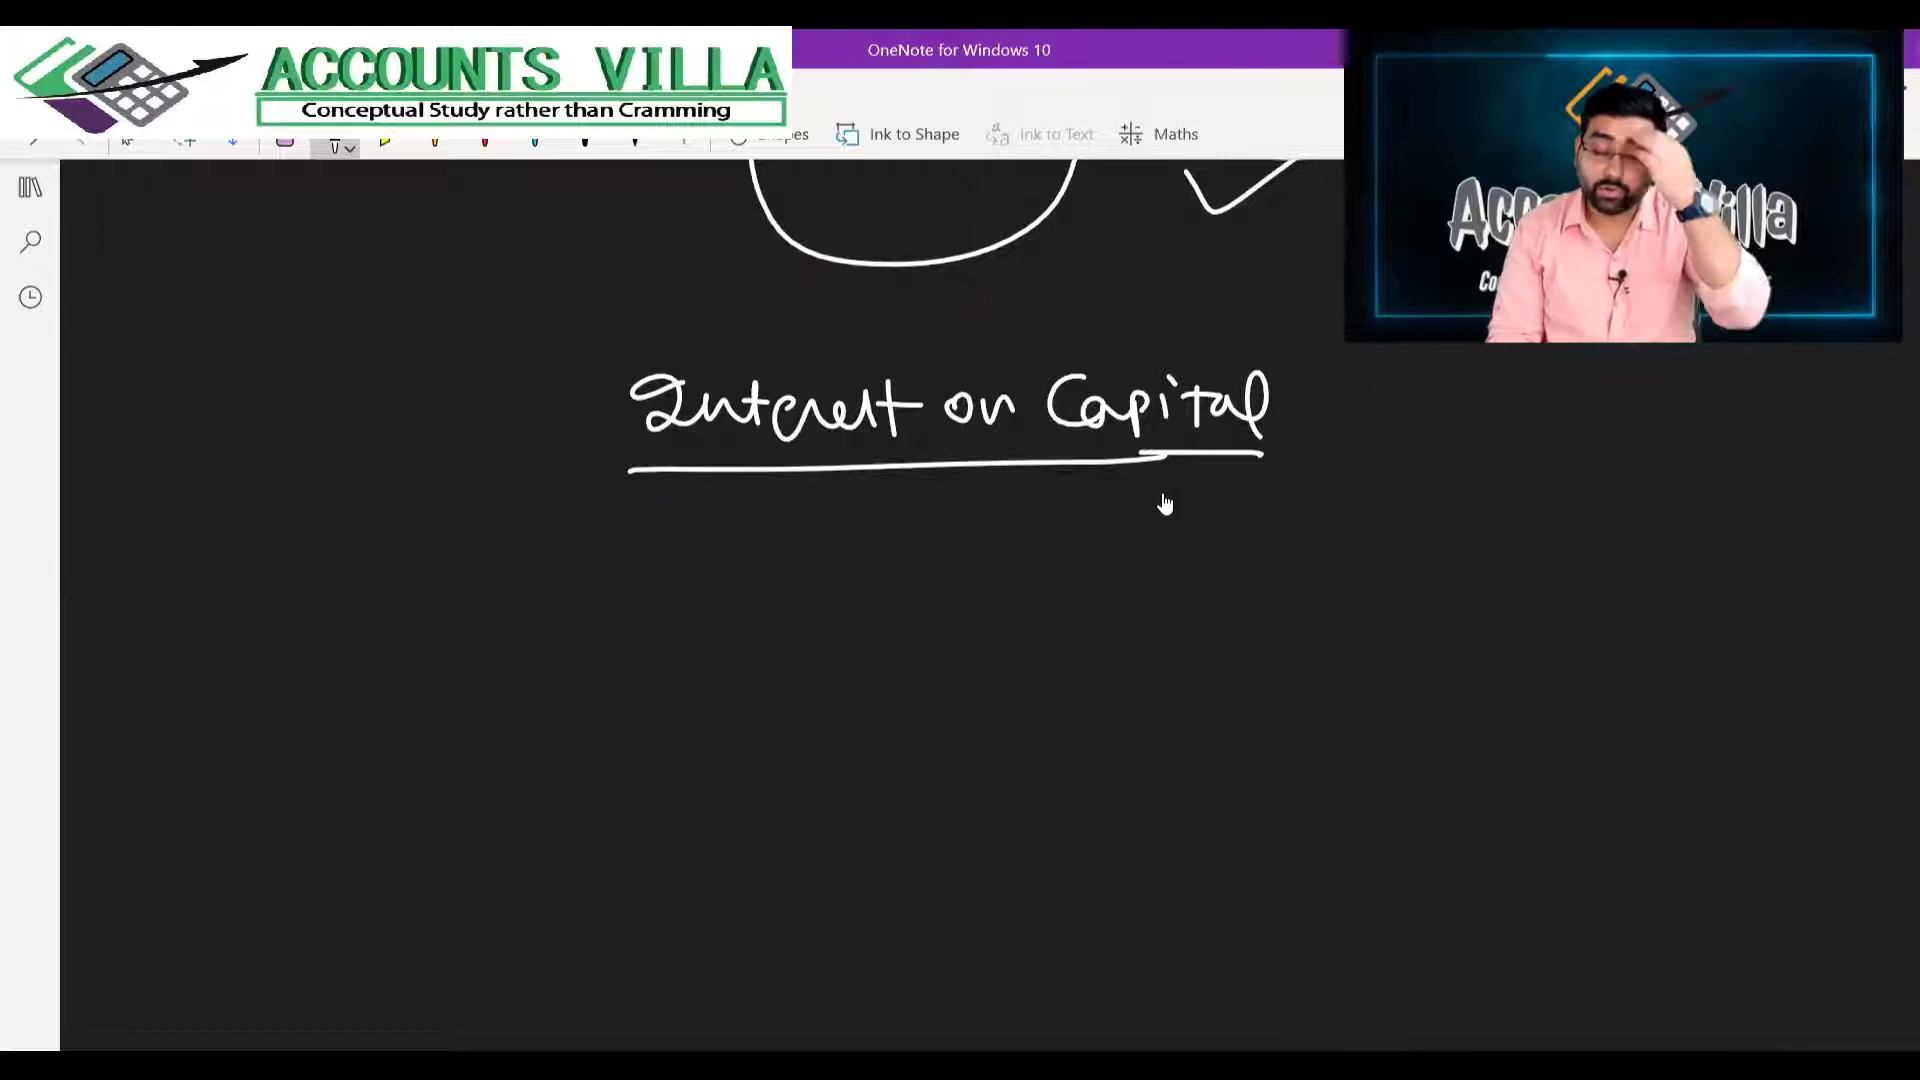 ACCOUNTS VILLA
Conceptual Study rather than Cramming
OneNote for Windows 10
Ink to Shape
Ink to Text
Maths
Interest on Capital